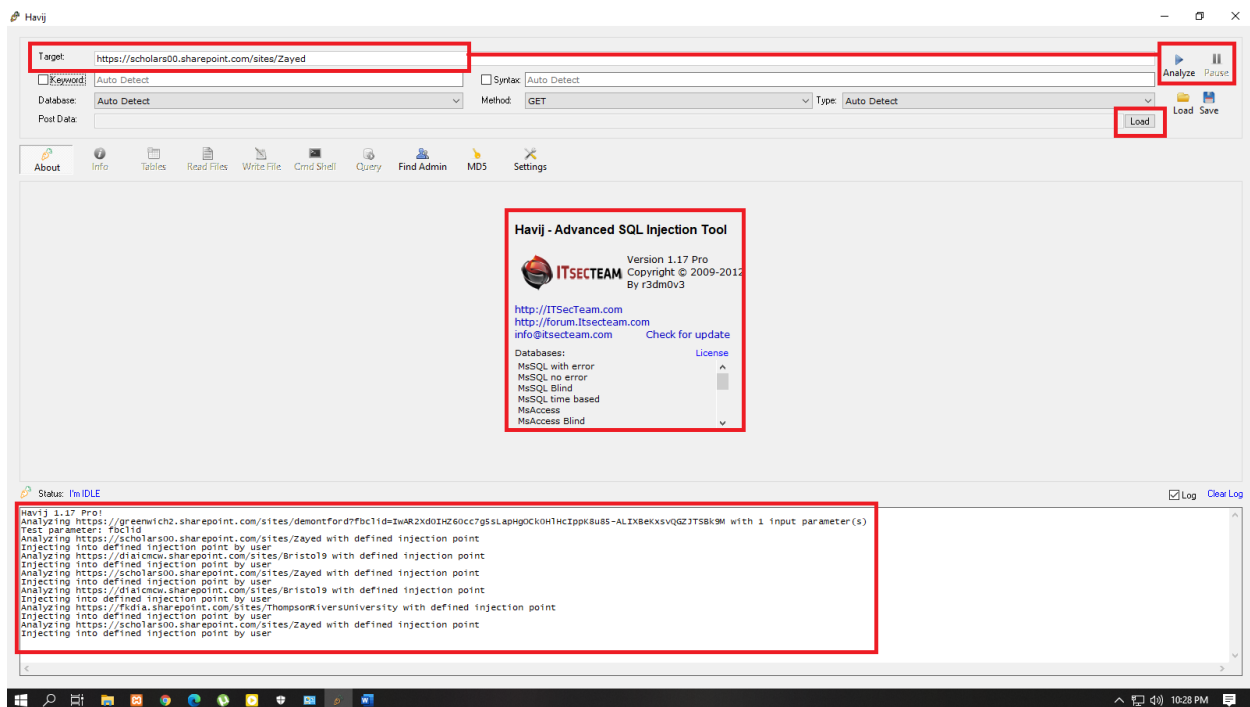 Havij
Target: https://scholars00.sharepoint.com/sites/Zayed
Analyze Pause
Keyword: Auto Detect Syntax: Auto Detect
Database: Auto Detect Method: GET Type: Auto Detect
Load Save
Post Data: Load
About Info Tables Read Files Write File Cmd Shell Query Find Admin MD5 Settings
Havij - Advanced SQL Injection Tool
ITSECTEAM
Version 1.17 Pro
Copyright © 2009-2012
By r3dm0v3
http://ITSecTeam.com
http://forum.Itsecteam.com
info@itsecteam.com Check for update
Databases: License
MsSQL with error
MsSQL no error
MsSQL Blind
MsSQL time based
MsAccess
MsAccess Blind
Status: I'm IDLE
Log Clear Log
Havij 1.17 Pro!
Analyzing with 1 input parameter(s)
Test parameter: fbclid
Analyzing https://scholars00.sharepoint.com/sites/Zayed with defined injection point
Injecting into defined injection point by user
Analyzing https://diaicmcw.sharepoint.com/sites/Bristol9 with defined injection point
Injecting into defined injection point by user
Analyzing https://scholars00.sharepoint.com/sites/Zayed with defined injection point
Injecting into defined injection point by user
Analyzing https://diaicmcw.sharepoint.com/sites/Bristol9 with defined injection point
Injecting into defined injection point by user
Analyzing https://fkdia.sharepoint.com/sites/ThompsonRiversUniversity with defined injection point
Injecting into defined injection point by user
Analyzing https://scholars00.sharepoint.com/sites/Zayed with defined injection point
Injecting into defined injection point by user
10:28 PM